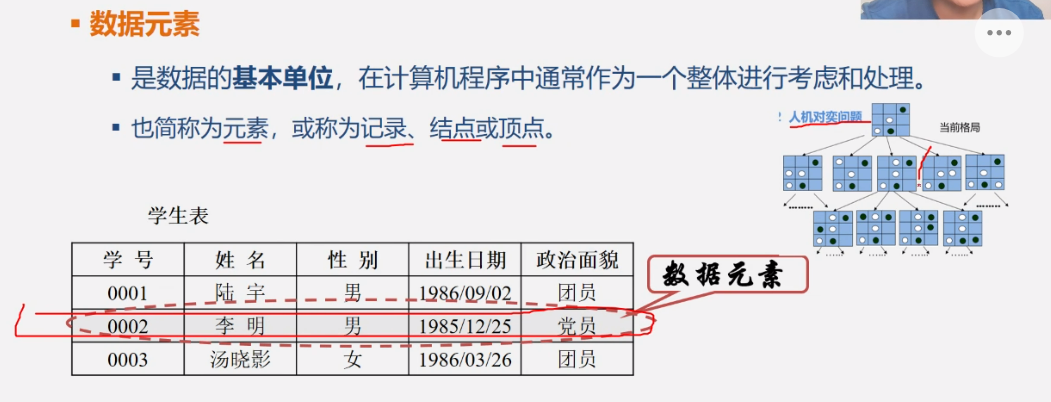 数据元素
是数据的基本单位，在计算机程序中通常作为一个整体进行考虑和处理。
也简称为元素，或称为记录、结点或顶点。
人机对奕问题
当前格局
………
………
……
……
……
……
学生表
学 号 姓 名 性 别 出生日期 政治面貌
0001 陆 宇 男 1986/09/02 团员
0002 李 明 男 1985/12/25 党员
0003 汤晓影 女 1986/03/26 团员
数据元素